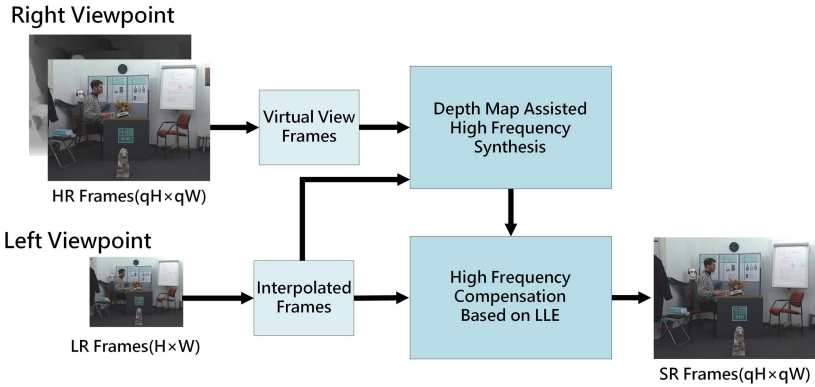 Right Viewpoint
HR Frames(qH×qW)
Virtual View
Frames
Depth Map Assisted
High Frequency
Synthesis
Left Viewpoint
LR Frames(H×W)
Interpolated
Frames
High Frequency
Compensation
Based on LLE
SR Frames(qH×qW)